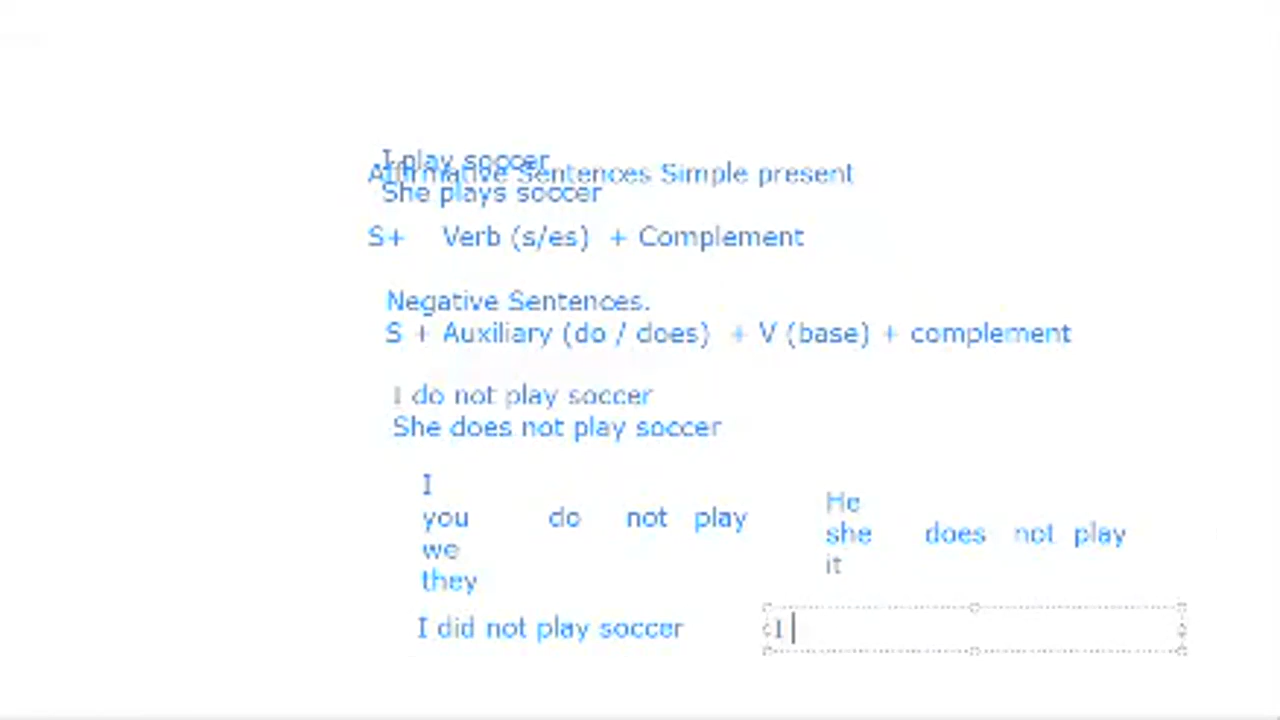 I play soccer
Affirmative Sentences Simple present
She plays soccer
S+ Verb (s/es) + Complement
Negative Sentences.
S + Auxiliary (do / does) + V (base) + complement
I do not play soccer
She does not play soccer
I
you do not play
we
they
He
she does not play
it
I did not play soccer
I